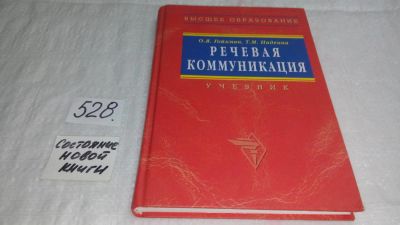 ВЫСШЕЕ ОБРАЗОВАНИЕ
О.Я. Гойхман, Т.М. Надеина
РЕЧЕВАЯ
КОММУНИКАЦИЯ
УЧЕБНИК
528.
Состояние
новой
книги